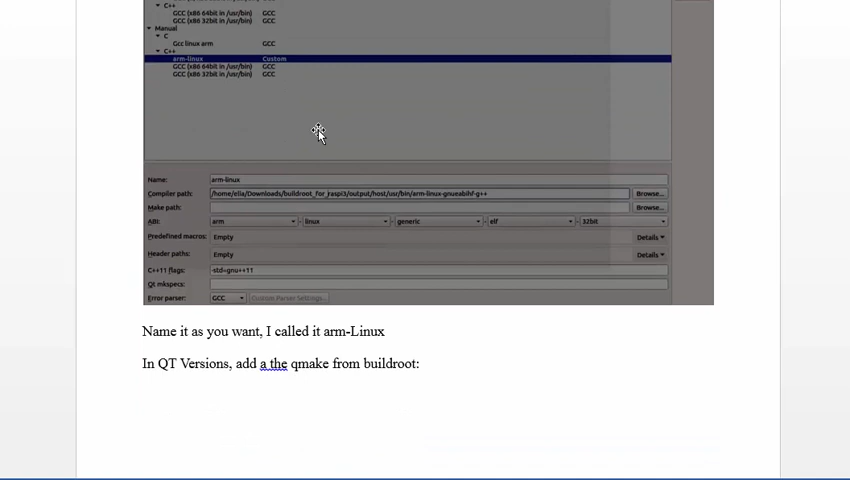 C++
GCC (x86 64bit in /usr/bin) GCC
GCC (x86 32bit in /usr/bin) GCC
Manual
C
Gcc linux arm GCC
C++
arm-linux Custom
GCC (x86 64bit in /usr/bin) GCC
GCC (x86 32bit in /usr/bin) GCC
Name: arm-linux
Compiler path: /home/ella/Downloads/buildroot_for_raspi3/output/host/usr/bin/arm-linux-gnueabihf-g++ Browse...
Make path: Browse...
ABI: arm - linux - generic - elf - 32bit
Predefined macros: Empty Details
Header paths: Empty Details
C++11 flags: -std=gnu++11
Qt mkspecs:
Error parser: GCC Custom Parser Settings...
Name it as you want, I called it arm-Linux
In QT Versions, add a the qmake from buildroot: